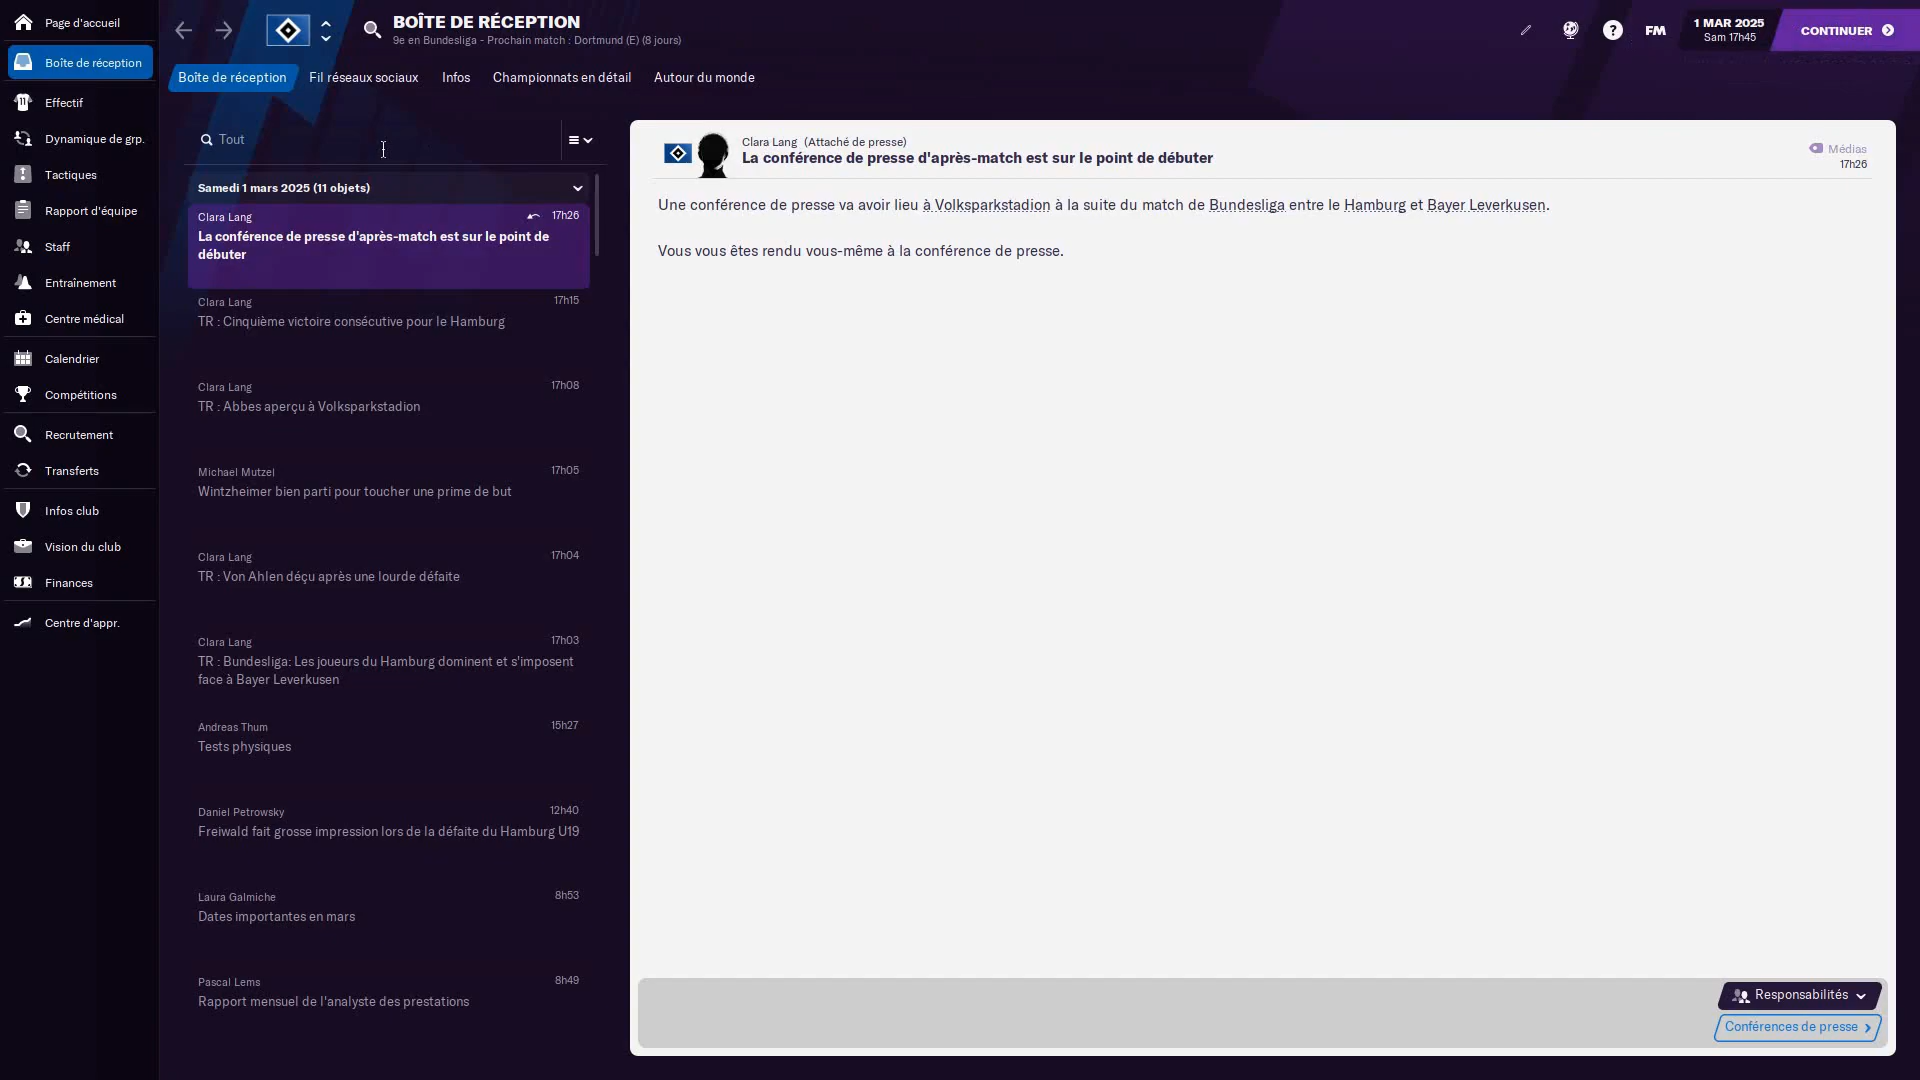 Page d'accueil
Boîte de réception
Effectif
Dynamique de grp.
Tactiques
Rapport d'équipe
Staff
Entraînement
Centre médical
Calendrier
Compétitions
Recrutement
Transferts
Infos club
Vision du club
Finances
Centre d'appr.
BOÎTE DE RÉCEPTION
9e en Bundesliga - Prochain match : Dortmund (E) (8 jours)
FM
1 MAR 2025
Sam 17h45
CONTINUER
Boîte de réception
Fil réseaux sociaux
Infos
Championnats en détail
Autour du monde
Tout
Samedi 1 mars 2025 (11 objets)
Clara Lang 17h26
La conférence de presse d'après-match est sur le point de
débuter
Clara Lang 17h15
TR : Cinquième victoire consécutive pour le Hamburg
Clara Lang 17h08
TR : Abbes aperçu à Volksparkstadion
Michael Mutzel 17h05
Wintzheimer bien parti pour toucher une prime de but
Clara Lang 17h04
TR : Von Ahlen déçu après une lourde défaite
Clara Lang 17h03
TR : Bundesliga: Les joueurs du Hamburg dominent et s'imposent
face à Bayer Leverkusen
Andreas Thum 15h27
Tests physiques
Daniel Petrowsky 12h40
Freiwald fait grosse impression lors de la défaite du Hamburg U19
Laura Galmiche 8h53
Dates importantes en mars
Pascal Lems 8h49
Rapport mensuel de l'analyste des prestations
Clara Lang (Attaché de presse)
La conférence de presse d'après-match est sur le point de débuter
Médias
17h26
Une conférence de presse va avoir lieu à Volksparkstadion à la suite du match de Bundesliga entre le Hamburg et Bayer Leverkusen.
Vous vous êtes rendu vous-même à la conférence de presse.
Responsabilités
Conférences de presse